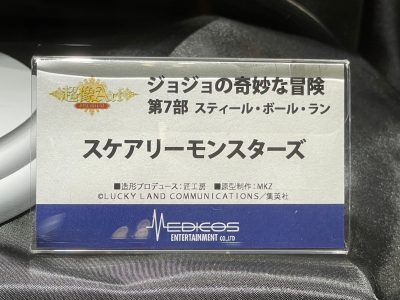 超像Art
PREMIUM
ジョジョの奇妙な冒険
第7部 スティール・ボール・ラン
スケアリーモンスターズ
■造形プロデュース：匠工房 ■原型制作：MKZ
©LUCKY LAND COMMUNICATIONS／集英社
MEDICOS
ENTERTAINMENT CO.,LTD